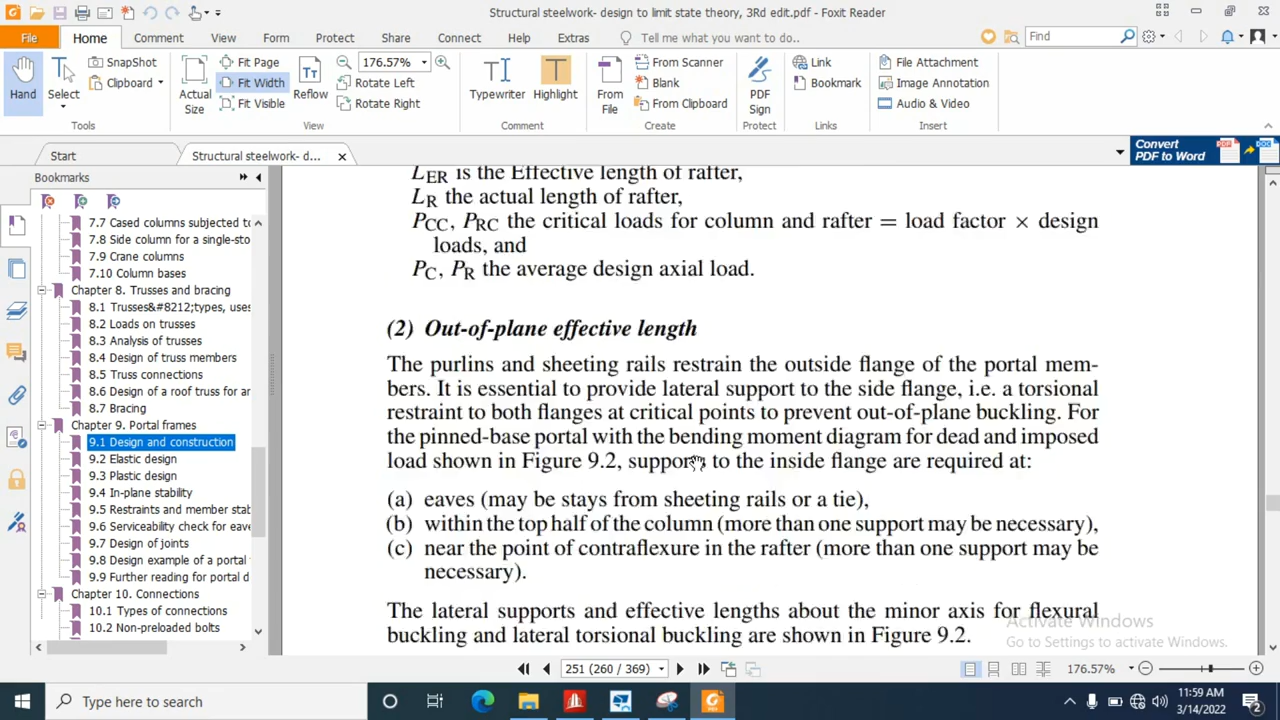 Structural steelwork- design to limit state theory, 3Rd edit.pdf - Foxit Reader
File Home Comment View Form Protect Share Connect Help Extras Tell me what you want to do.. Find
Hand Select SnapShot Clipboard Actual Size Fit Page Fit Width Fit Visible Reflow 176.57% Rotate Left Rotate Right Typewriter Highlight From File From Scanner Blank From Clipboard PDF Sign Link Bookmark File Attachment Image Annotation Audio & Video
Tools View Comment Create Protect Links Insert
Start Structural steelwork- d...
Convert PDF to Word
Bookmarks
7.7 Cased columns subjected to
7.8 Side column for a single-sto
7.9 Crane columns
7.10 Column bases
Chapter 8. Trusses and bracing
8.1 Trusses&#8212;types, uses
8.2 Loads on trusses
8.3 Analysis of trusses
8.4 Design of truss members
8.5 Truss connections
8.6 Design of a roof truss for ar
8.7 Bracing
Chapter 9. Portal frames
9.1 Design and construction
9.2 Elastic design
9.3 Plastic design
9.4 In-plane stability
9.5 Restraints and member stab
9.6 Serviceability check for eave
9.7 Design of joints
9.8 Design example of a portal
9.9 Further reading for portal d
Chapter 10. Connections
10.1 Types of connections
10.2 Non-preloaded bolts
LER is the Effective length of rafter,
LR the actual length of rafter,
PCC, PRC the critical loads for column and rafter = load factor × design
loads, and
PC, PR the average design axial load.
(2) Out-of-plane effective length
The purlins and sheeting rails restrain the outside flange of the portal mem-
bers. It is essential to provide lateral support to the side flange, i.e. a torsional
restraint to both flanges at critical points to prevent out-of-plane buckling. For
the pinned-base portal with the bending moment diagram for dead and imposed
load shown in Figure 9.2, supports to the inside flange are required at:
(a) eaves (may be stays from sheeting rails or a tie),
(b) within the top half of the column (more than one support may be necessary),
(c) near the point of contraflexure in the rafter (more than one support may be
necessary).
The lateral supports and effective lengths about the minor axis for flexural
buckling and lateral torsional buckling are shown in Figure 9.2.
Activate Windows
Go to Settings to activate Windows.
251 (260 / 369) 176.57%
Type here to search
11:59 AM
3/14/2022
2